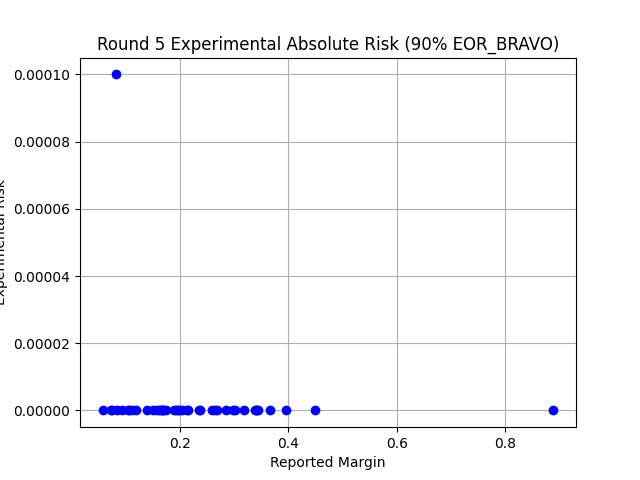 Round 5 Experimental Absolute Risk (90% EOR_BRAVO)
Experimental Risk
0.00010
0.00008
0.00006
0.00004
0.00002
0.00000
0.2 0.4 0.6 0.8
Reported Margin